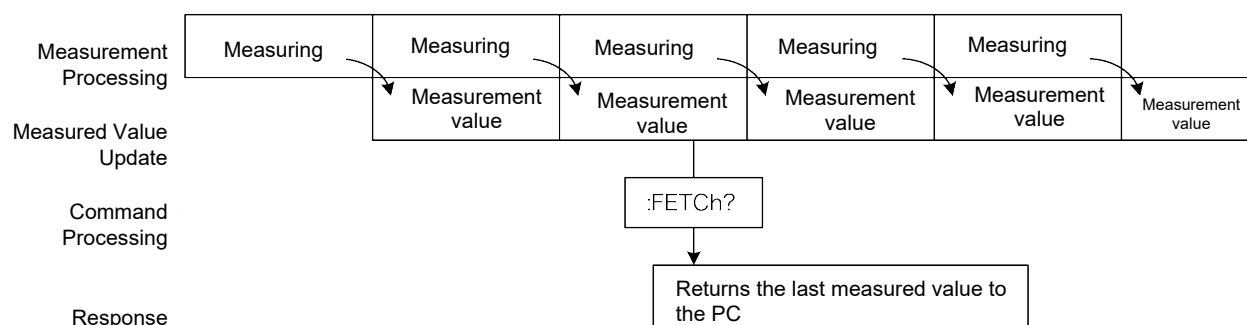 Measurement
Processing
Measuring
Measuring
Measuring
Measuring
Measuring
Measured Value
Update
Measurement
value
Measurement
value
Measurement
value
Measurement
value
Measurement
value
Command
Processing
:FETCh?
Response
Returns the last measured value to
the PC